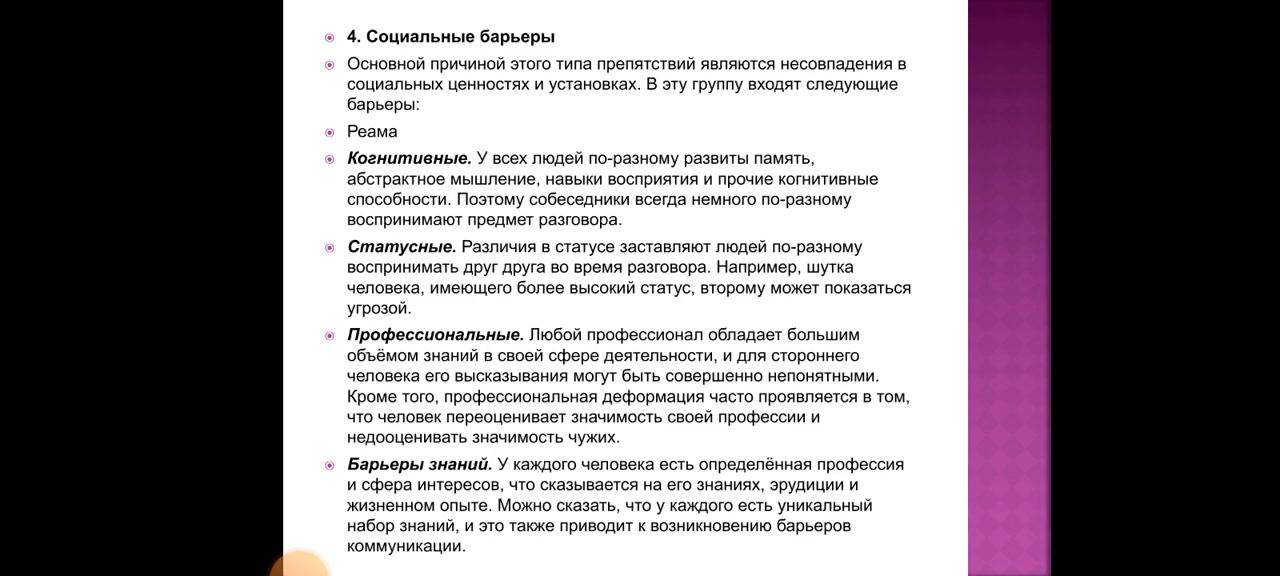 4. Социальные барьеры
Основной причиной этого типа препятствий являются несовпадения в
социальных ценностях и установках. В эту группу входят следующие
барьеры:
Реама
Когнитивные. У всех людей по-разному развиты память,
абстрактное мышление, навыки восприятия и прочие когнитивные
способности. Поэтому собеседники всегда немного по-разному
воспринимают предмет разговора.
Статусные. Различия в статусе заставляют людей по-разному
воспринимать друг друга во время разговора. Например, шутка
человека, имеющего более высокий статус, второму может показаться
угрозой.
Профессиональные. Любой профессионал обладает большим
объёмом знаний в своей сфере деятельности, и для стороннего
человека его высказывания могут быть совершенно непонятными.
Кроме того, профессиональная деформация часто проявляется в том,
что человек переоценивает значимость своей профессии и
недооценивать значимость чужих.
Барьеры знаний. У каждого человека есть определённая профессия
и сфера интересов, что сказывается на его знаниях, эрудиции и
жизненном опыте. Можно сказать, что у каждого есть уникальный
набор знаний, и это также приводит к возникновению барьеров
коммуникации.